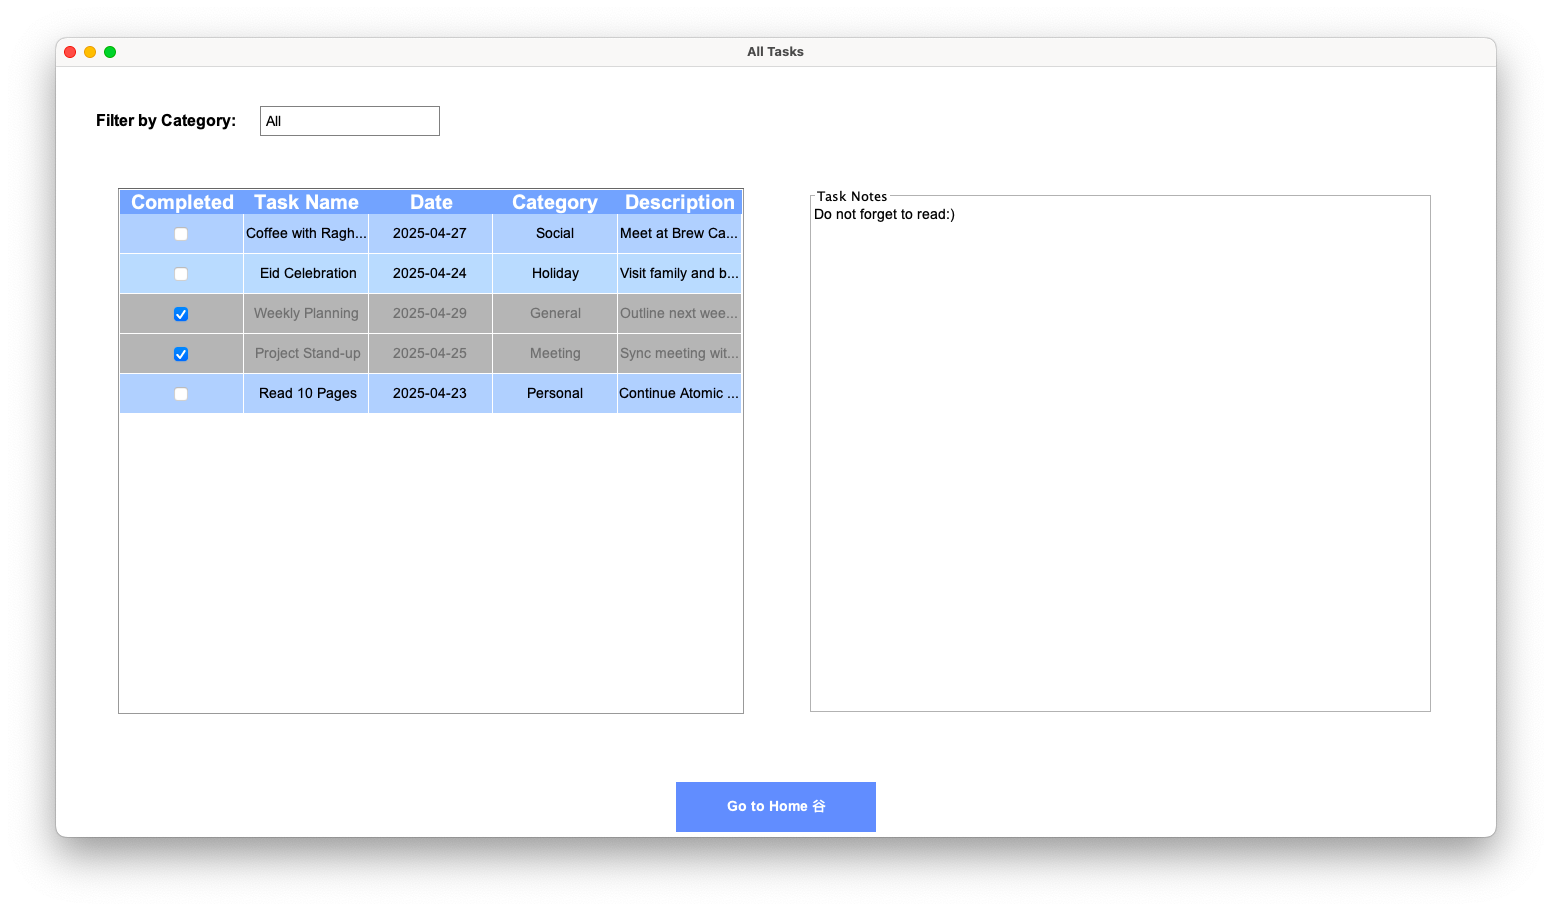 All Tasks
Filter by Category: All
Completed Task Name Date Category Description
Coffee with Ragh... 2025-04-27 Social Meet at Brew Ca...
Eid Celebration 2025-04-24 Holiday Visit family and b...
Weekly Planning 2025-04-29 General Outline next wee...
Project Stand-up 2025-04-25 Meeting Sync meeting wit...
Read 10 Pages 2025-04-23 Personal Continue Atomic ...
Task Notes
Do not forget to read:)
Go to Home 谷